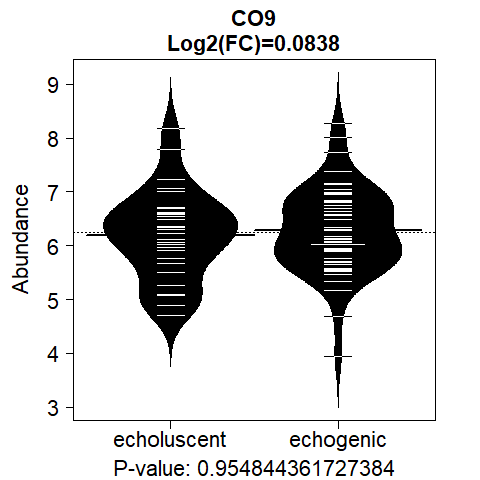 CO9
Log2(FC)=0.0838
Abundance
9
8
7
6
5
4
3
echoluscent echogenic
P-value: 0.954844361727384